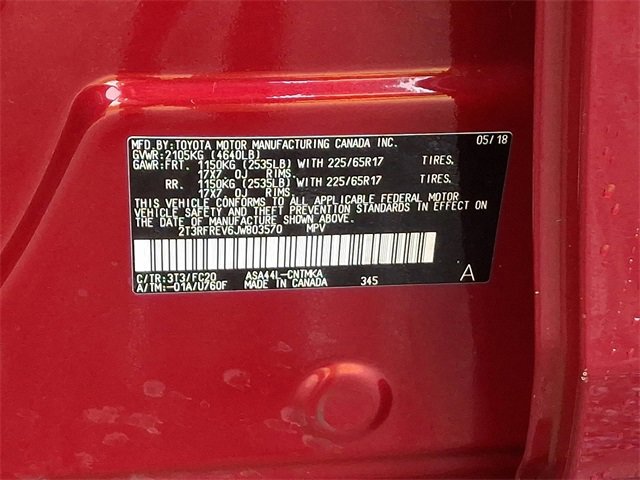 MFD.BY:TOYOTA MOTOR MANUFACTURING CANADA INC. 05/18
GVWR:2105KG (4640LB)
GAWR:FRT. 1150KG (2535LB) WITH 225/65R17 TIRES.
17X7 0J RIMS.
RR. 1150KG (2535LB) WITH 225/65R17 TIRES.
17X7 0J RIMS.
THIS VEHICLE CONFORMS TO ALL APPLICABLE FEDERAL MOTOR
VEHICLE SAFETY AND THEFT PREVENTION STANDARDS IN EFFECT ON
THE DATE OF MANUFACTURE SHOWN ABOVE.
2T3RFREV6JW803570 MPV
C/TR:3T3/FC20 ASA44L-CNTMKA
A/TM:-01A/U760F MADE IN CANADA 345 A